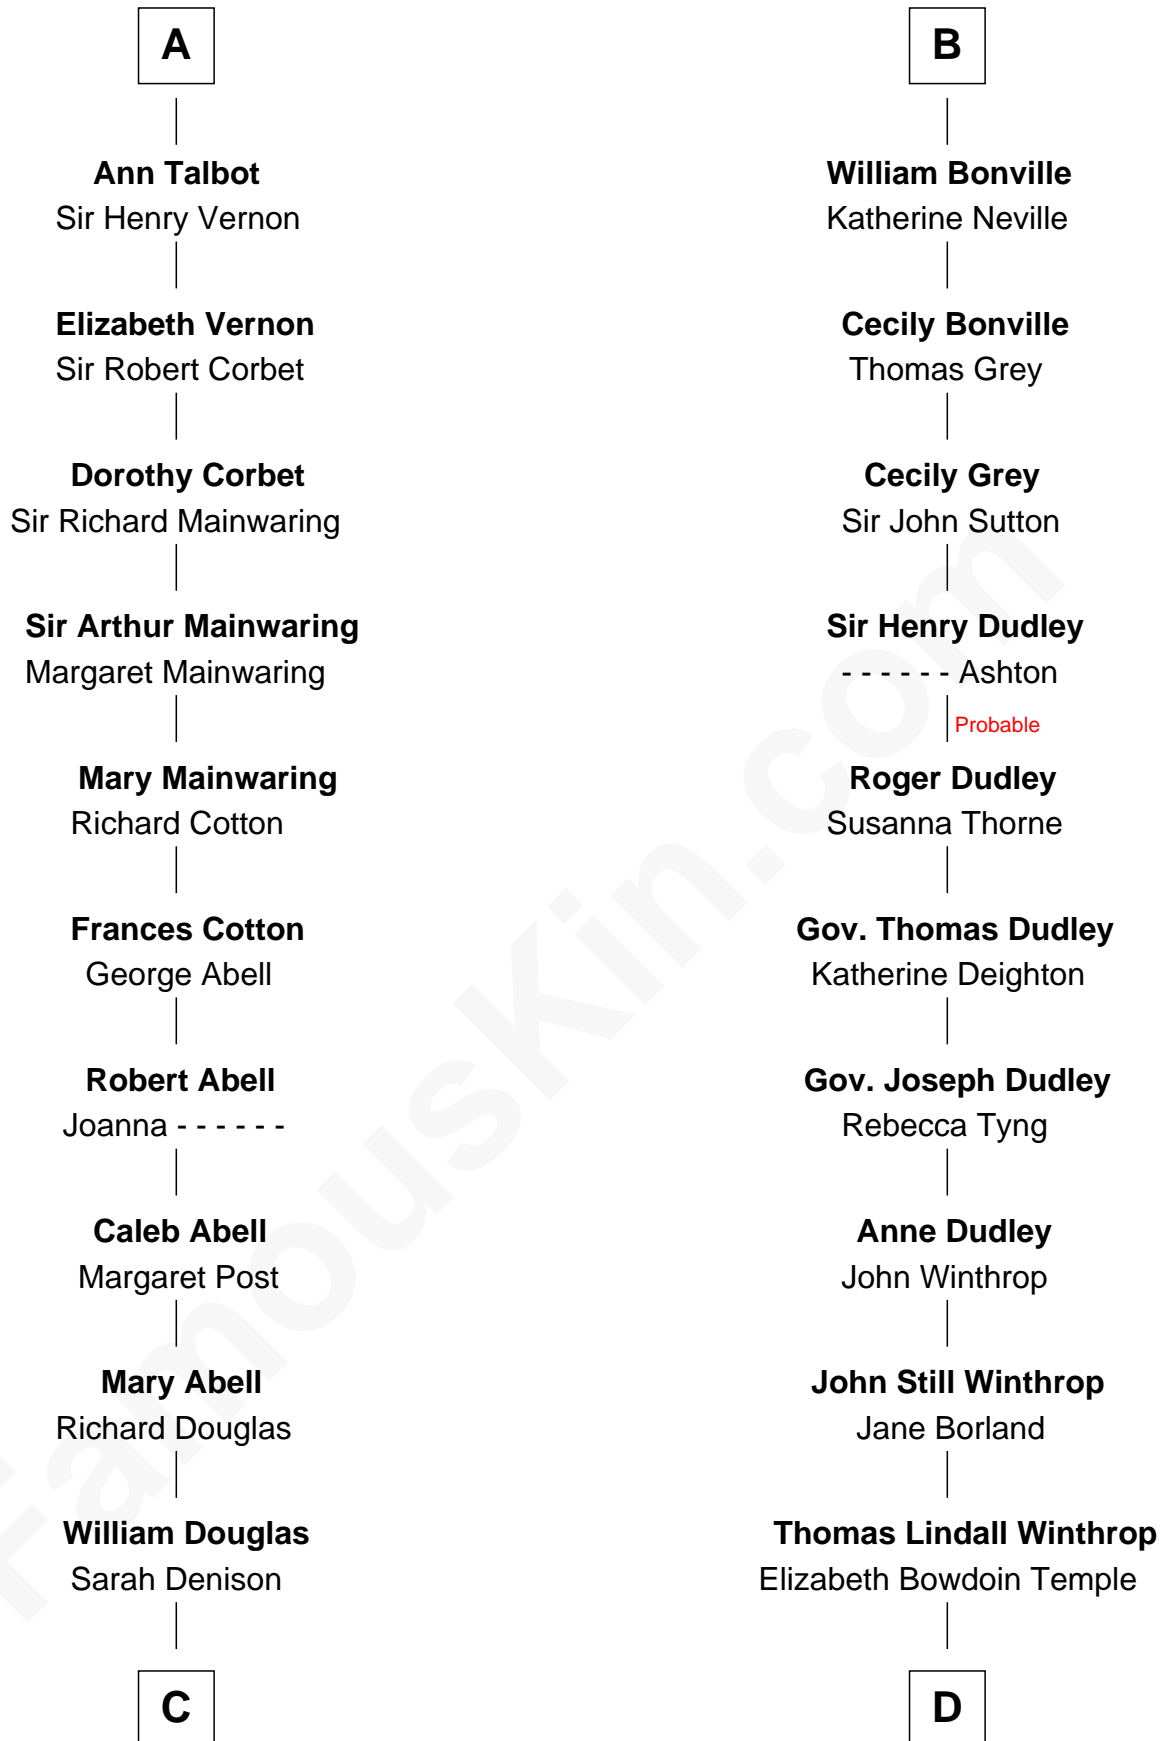 A
Ann Talbot
Sir Henry Vernon
Elizabeth Vernon
Sir Robert Corbet
Dorothy Corbet
Sir Richard Mainwaring
Sir Arthur Mainwaring
Margaret Mainwaring
Mary Mainwaring
Richard Cotton
Frances Cotton
George Abell
Robert Abell
Joanna - - - - - -
Caleb Abell
Margaret Post
Mary Abell
Richard Douglas
William Douglas
Sarah Denison
C
B
William Bonville
Katherine Neville
Cecily Bonville
Thomas Grey
Cecily Grey
Sir John Sutton
Sir Henry Dudley
- - - - - - Ashton
Probable
Roger Dudley
Susanna Thorne
Gov. Thomas Dudley
Katherine Deighton
Gov. Joseph Dudley
Rebecca Tyng
Anne Dudley
John Winthrop
John Still Winthrop
Jane Borland
Thomas Lindall Winthrop
Elizabeth Bowdoin Temple
D
FamousKin.com